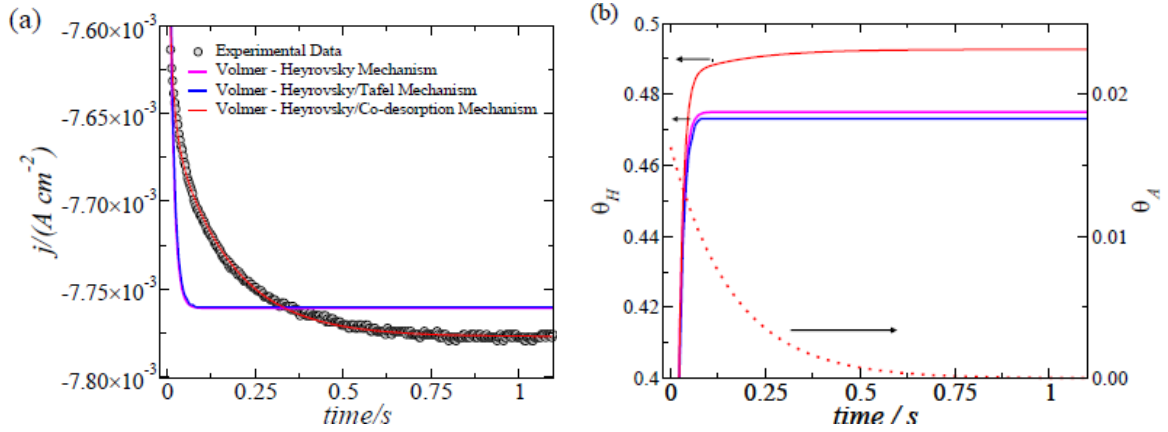 (a)
-7.60×10⁻³
-7.65×10⁻³
-7.70×10⁻³
-7.75×10⁻³
-7.80×10⁻³
j/(A cm⁻²)
Experimental Data
Volmer - Heyrovsky Mechanism
Volmer - Heyrovsky/Tafel Mechanism
Volmer - Heyrovsky/Co-desorption Mechanism
0 0.25 0.5 0.75 1
time/s
(b)
0.5
0.48
0.46
0.44
0.42
0.4
θ_H
0.02
0.01
0.00
θ_A
0 0.25 0.5 0.75 1
time / s